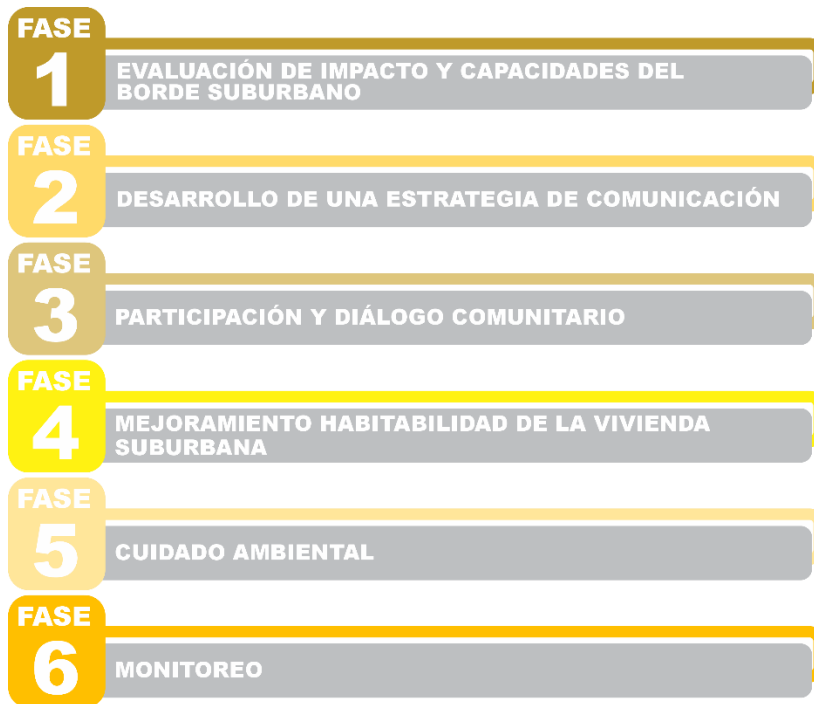 FASE
1
EVALUACIÓN DE IMPACTO Y CAPACIDADES DEL
BORDE SUBURBANO
FASE
2
DESARROLLO DE UNA ESTRATEGIA DE COMUNICACIÓN
FASE
3
PARTICIPACIÓN Y DIÁLOGO COMUNITARIO
FASE
4
MEJORAMIENTO HABITABILIDAD DE LA VIVIENDA
SUBURBANA
FASE
5
CUIDADO AMBIENTAL
FASE
6
MONITOREO